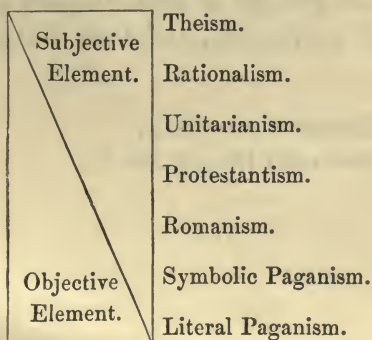 Theism.
Subjective
Element.
Rationalism.
Unitarianism.
Protestantism.
Romanism.
Objective
Element.
Symbolic Paganism.
Literal Paganism.